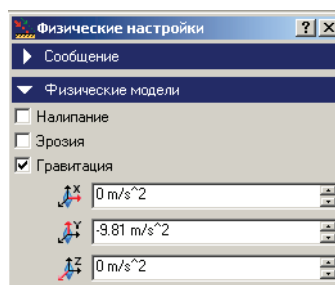 Физические настройки
Сообщение
Физические модели
Налипание
Эрозия
Гравитация
X 0 m/s^2
Y -9.81 m/s^2
Z 0 m/s^2